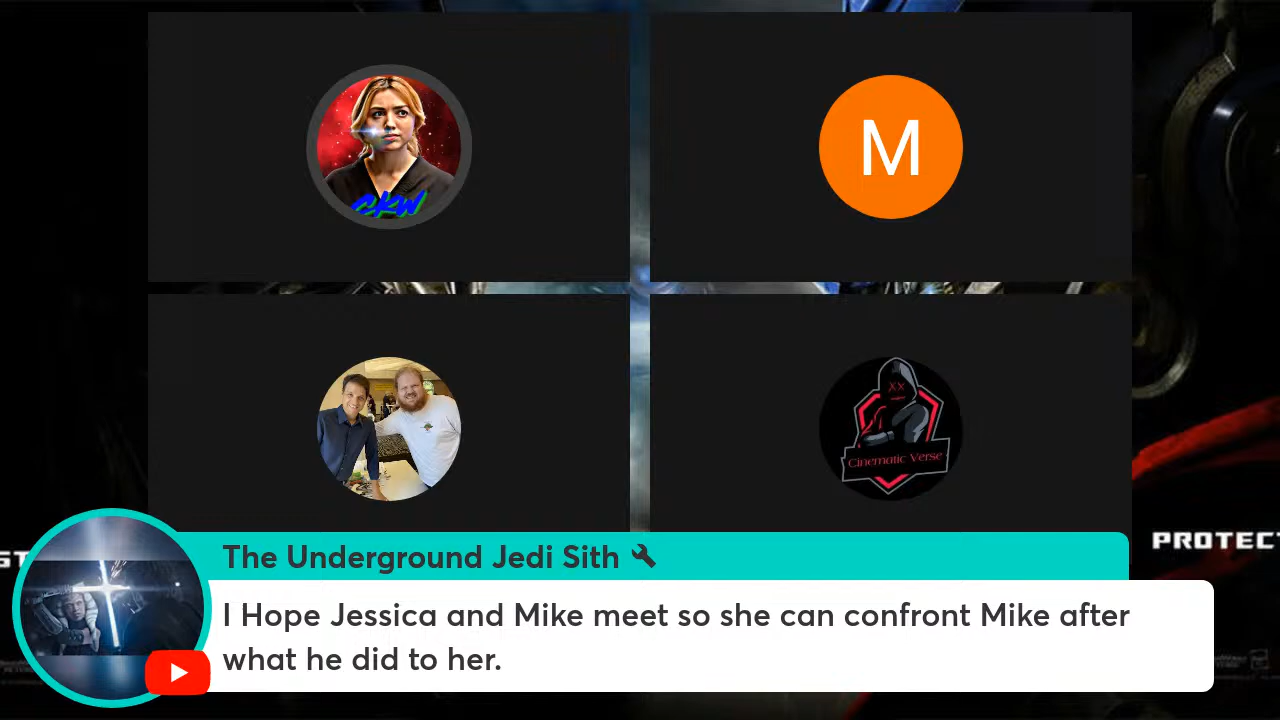 CKW
M
Cinematic Verse
PROTECT
The Underground Jedi Sith
I Hope Jessica and Mike meet so she can confront Mike after
what he did to her.